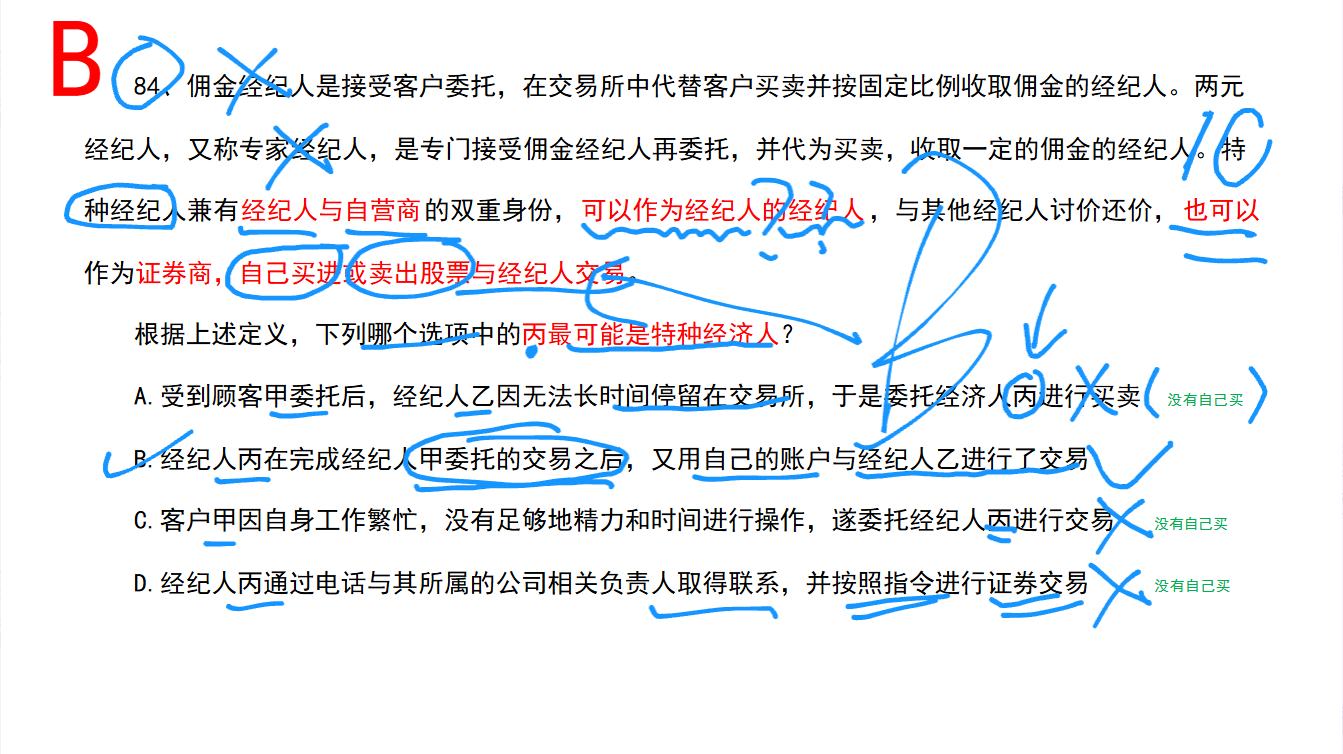 B
84、佣金经纪人是接受客户委托，在交易所中代替客户买卖并按固定比例收取佣金的经纪人。两元
经纪人，又称专家经纪人，是专门接受佣金经纪人再委托，并代为买卖，收取一定的佣金的经纪人。特
10
种经纪人兼有经纪人与自营商的双重身份，可以作为经纪人的经纪人，与其他经纪人讨价还价，也可以
作为证券商，自己买进或卖出股票与经纪人交易。
B
根据上述定义，下列哪个选项中的丙最可能是特种经济人？
A. 受到顾客甲委托后，经纪人乙因无法长时间停留在交易所，于是委托经济人丙进行买卖 ( 没有自己买 )
B. 经纪人丙在完成经纪人甲委托的交易之后，又用自己的账户与经纪人乙进行了交易
C. 客户甲因自身工作繁忙，没有足够地精力和时间进行操作，遂委托经纪人丙进行交易 没有自己买
D. 经纪人丙通过电话与其所属的公司相关负责人取得联系，并按照指令进行证券交易 没有自己买